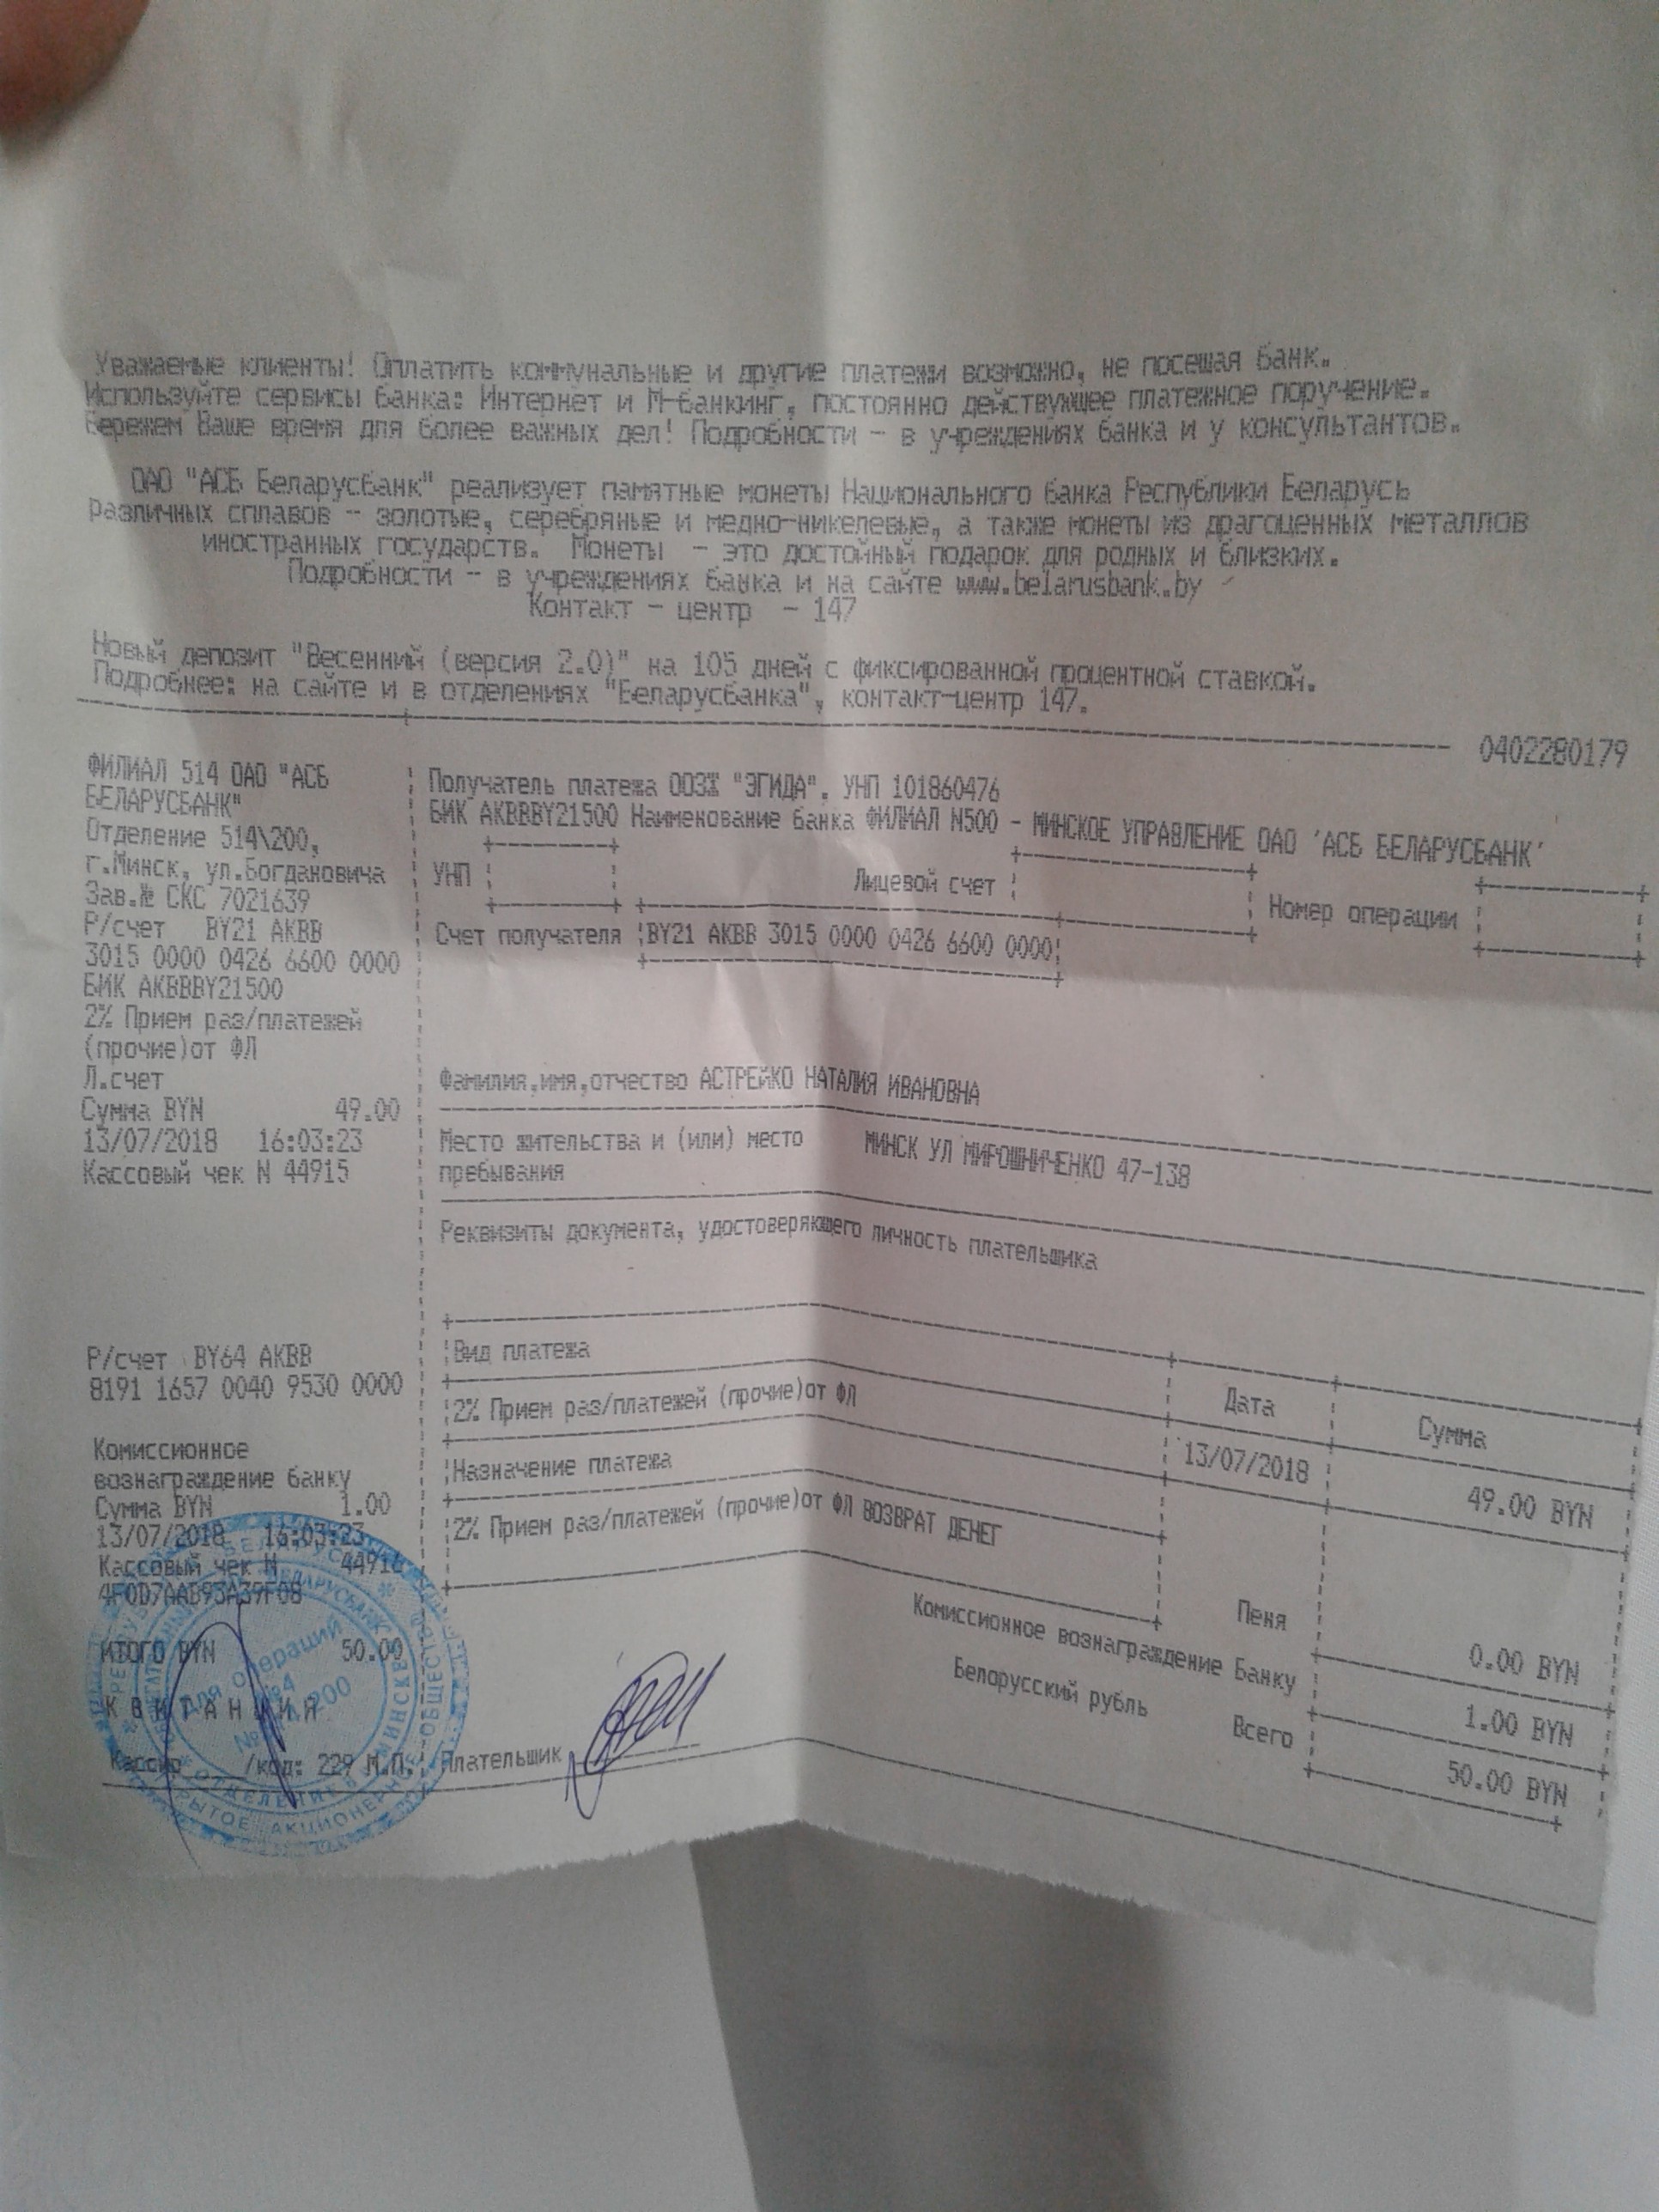 Уважаемые клиенты! Оплатить коммунальные и другие платежи возможно, не посещая банк.
Используйте сервисы банка: Интернет и М-банкинг, постоянно действующее платежное поручение.
Бережем Ваше время для более важных дел! Подробности - в учреждениях банка и у консультантов.
ОАО "АСБ Беларусбанк" реализует памятные монеты Национального банка Республики Беларусь
различных сплавов - золотые, серебряные и медно-никелевые, а также монеты из драгоценных металлов
иностранных государств. Монеты - это достойный подарок для родных и близких.
Подробности - в учреждениях банка и на сайте www.belarusbank.by
Контакт - центр - 147
Новый депозит "Весенний (версия 2.0)" на 105 дней с фиксированной процентной ставкой.
Подробнее: на сайте и в отделениях "Беларусбанка", контакт-центр 147.
0402280179
ФИЛИАЛ 514 ОАО "АСБ
БЕЛАРУСБАНК"
Отделение 514\200,
г.Минск, ул.Богдановича
Зав.№ СКС 7021639
Р/счет BY21 AKBB
3015 0000 0426 6600 0000
БИК AKBBBY21500
2% Прием раз/платежей
(прочие)от ФЛ
Л.счет
Сумма BYN 49.00
13/07/2018 16:03:23
Кассовый чек N 44915
Р/счет BY64 AKBB
8191 1657 0040 9530 0000
Комиссионное
вознаграждение банку
Сумма BYN 1.00
13/07/2018 16:03:23
Кассовый чек N 44916
4F0D7AAB93A39F08
ИТОГО BYN 50.00
К В И Т А Н Ц И Я
Кассир /код: 229 М.П.
Получатель платежа ООЗЖ "ЭГИДА". УНП 101860476
БИК AKBBBY21500 Наименование банка ФИЛИАЛ N500 - МИНСКОЕ УПРАВЛЕНИЕ ОАО 'АСБ БЕЛАРУСБАНК'
УНП Лицевой счет Номер операции
Счет получателя BY21 AKBB 3015 0000 0426 6600 0000
Фамилия,имя,отчество АСТРЕЙКО НАТАЛИЯ ИВАНОВНА
Место жительства и (или) место МИНСК УЛ МИРОШНИЧЕНКО 47-138
пребывания
Реквизиты документа, удостоверяющего личность плательщика
Вид платежа Дата Сумма
2% Прием раз/платежей (прочие)от ФЛ 13/07/2018 49.00 BYN
Назначение платежа
2% Прием раз/платежей (прочие)от ФЛ ВОЗВРАТ ДЕНЕГ
Пеня 0.00 BYN
Комиссионное вознаграждение Банку 1.00 BYN
Белорусский рубль Всего 50.00 BYN
Плательщик
для операций
№4